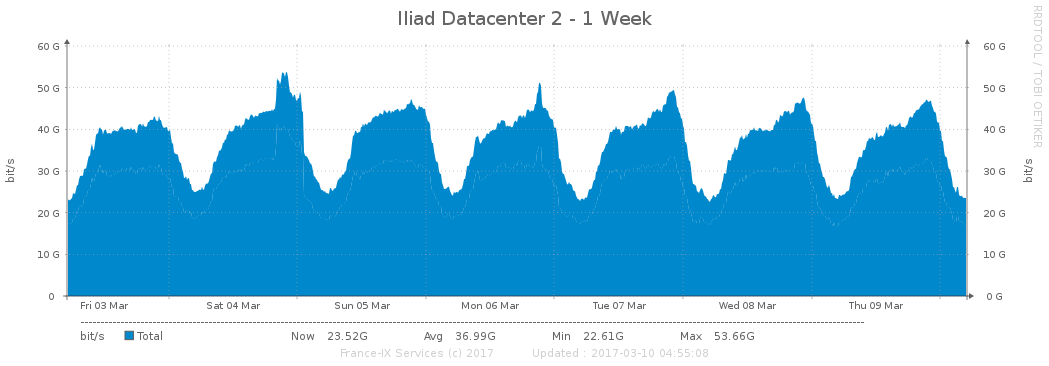 Iliad Datacenter 2 - 1 Week
RRDTOOL / TOBI OETIKER
60 G 60 G
50 G 50 G
40 G 40 G
30 G 30 G
20 G 20 G
10 G 10 G
0 0 G
bit/s bit/s
Fri 03 Mar Sat 04 Mar Sun 05 Mar Mon 06 Mar Tue 07 Mar Wed 08 Mar Thu 09 Mar
bit/s Total Now 23.52G Avg 36.99G Min 22.61G Max 53.66G
France-IX Services (c) 2017 Updated : 2017-03-10 04:55:08